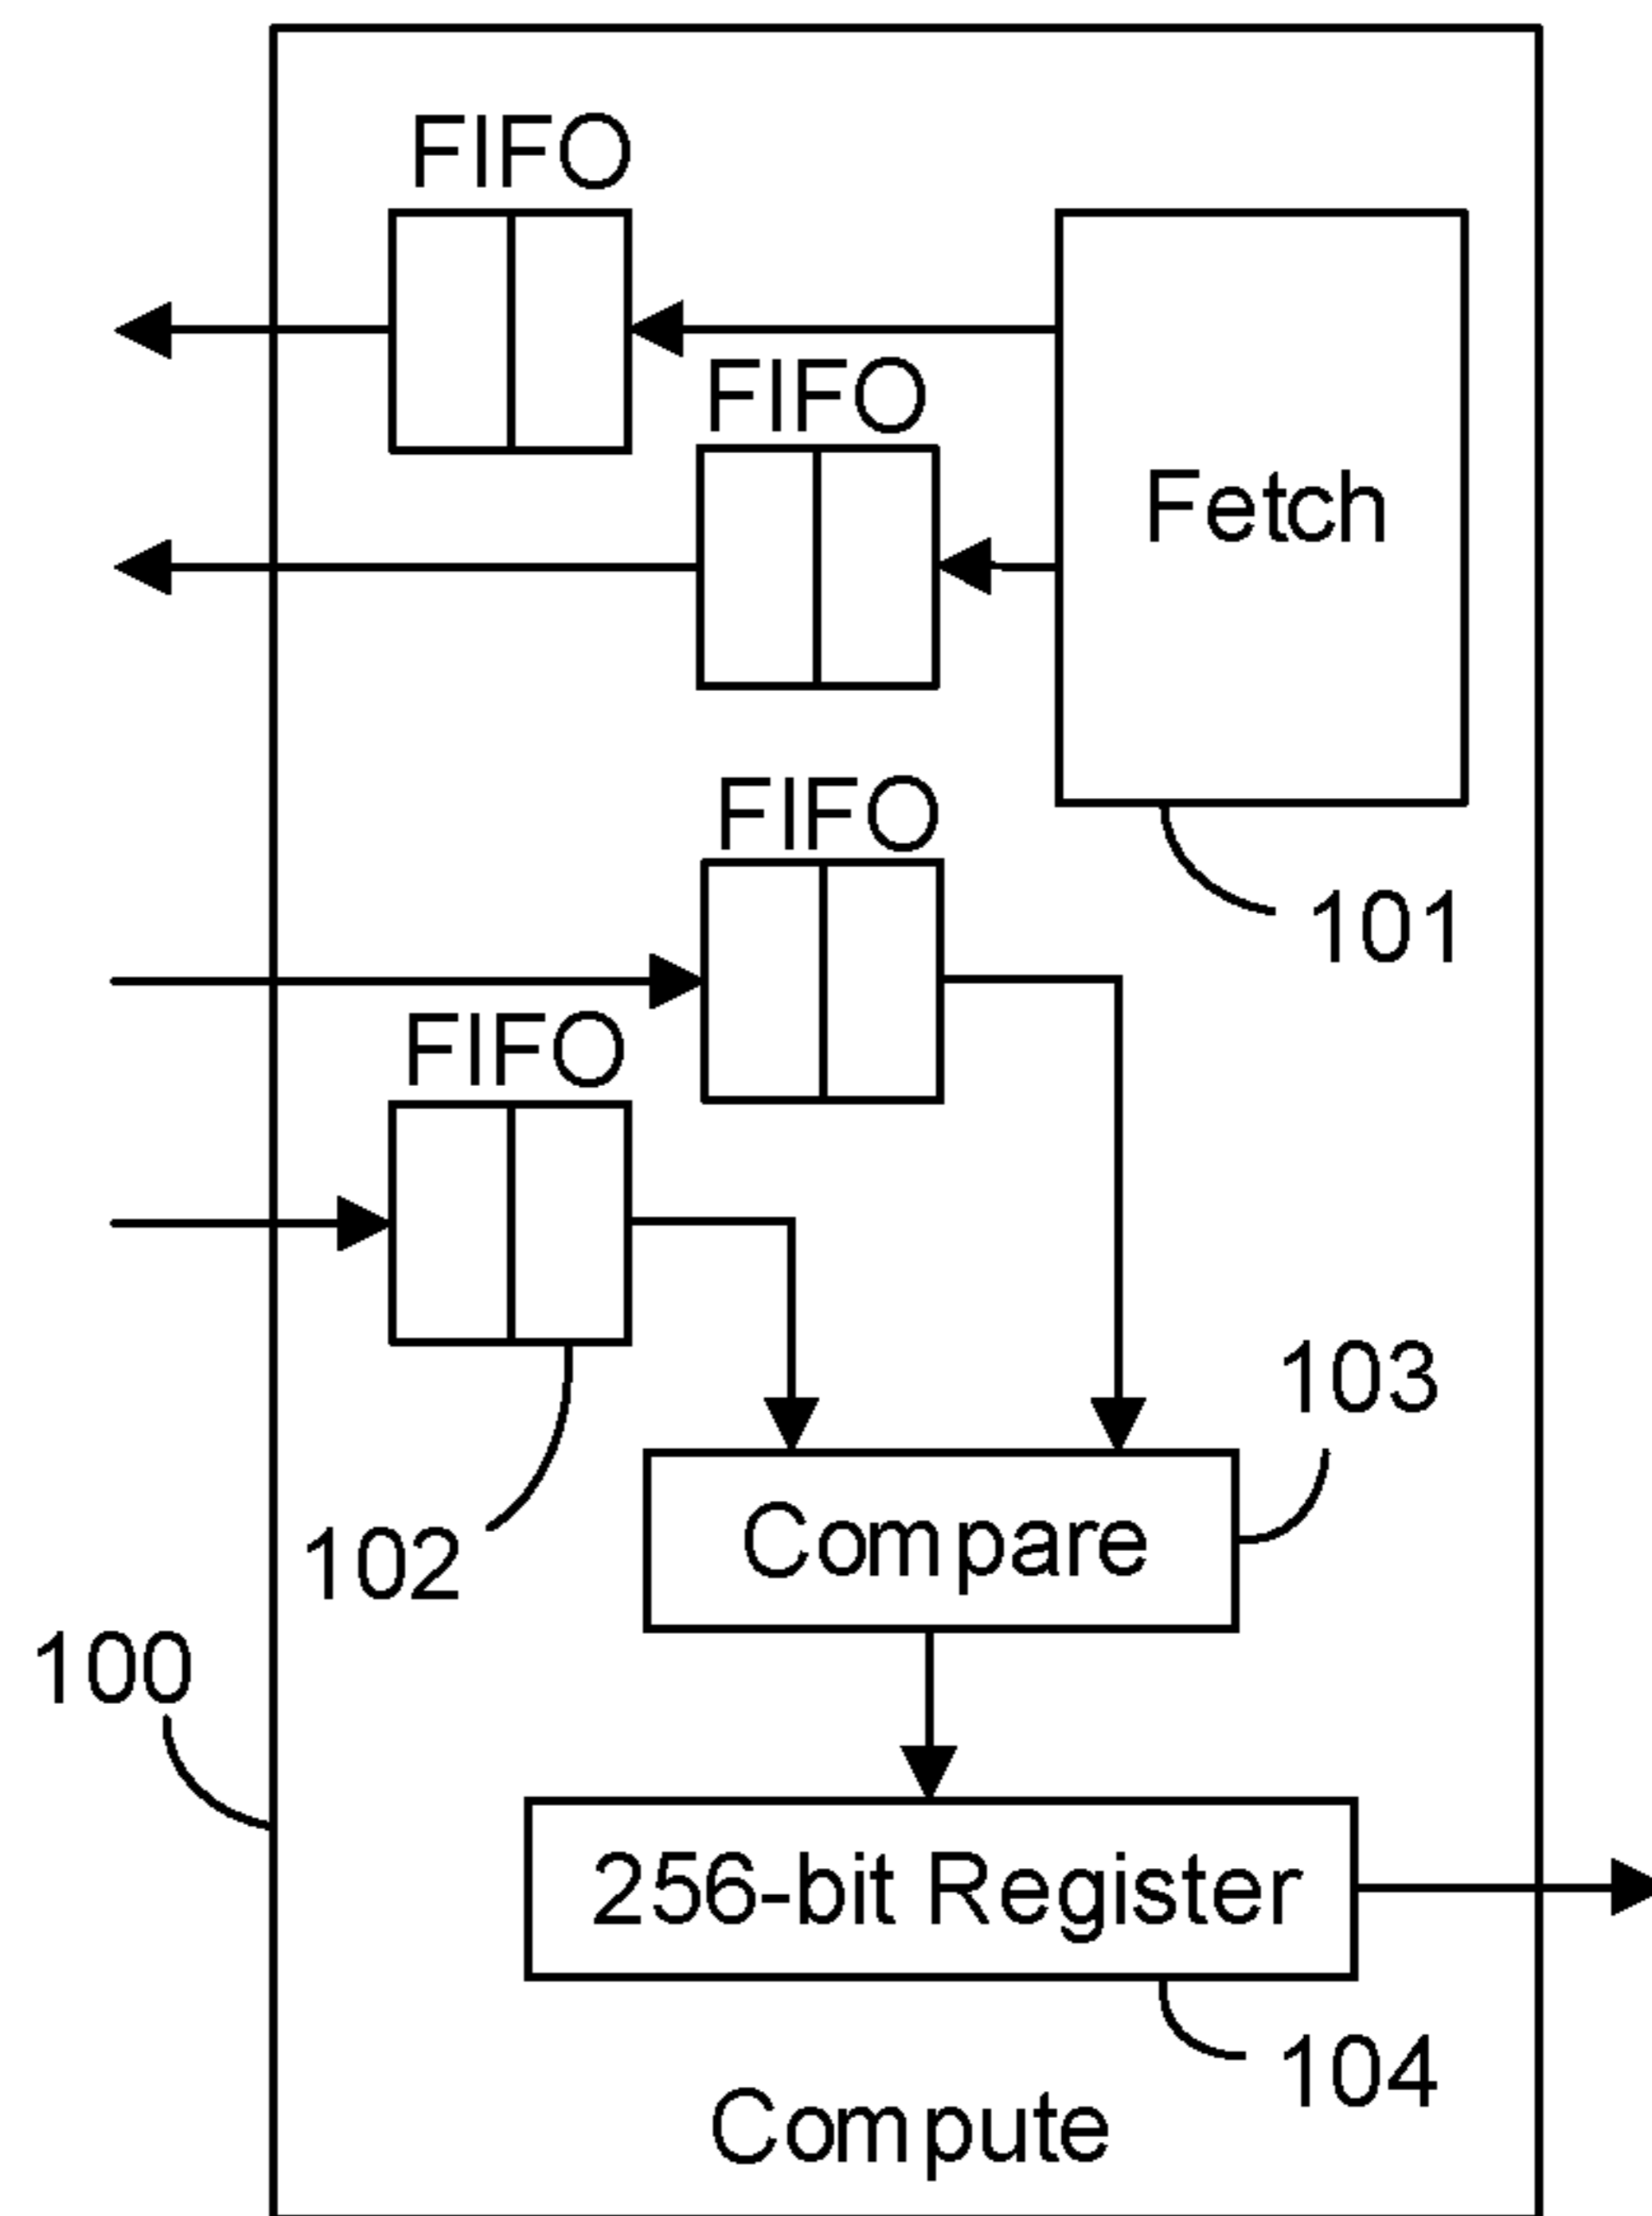 FIFO
FIFO
Fetch
FIFO
101
FIFO
103
102
Compare
100
256-bit Register
104
Compute